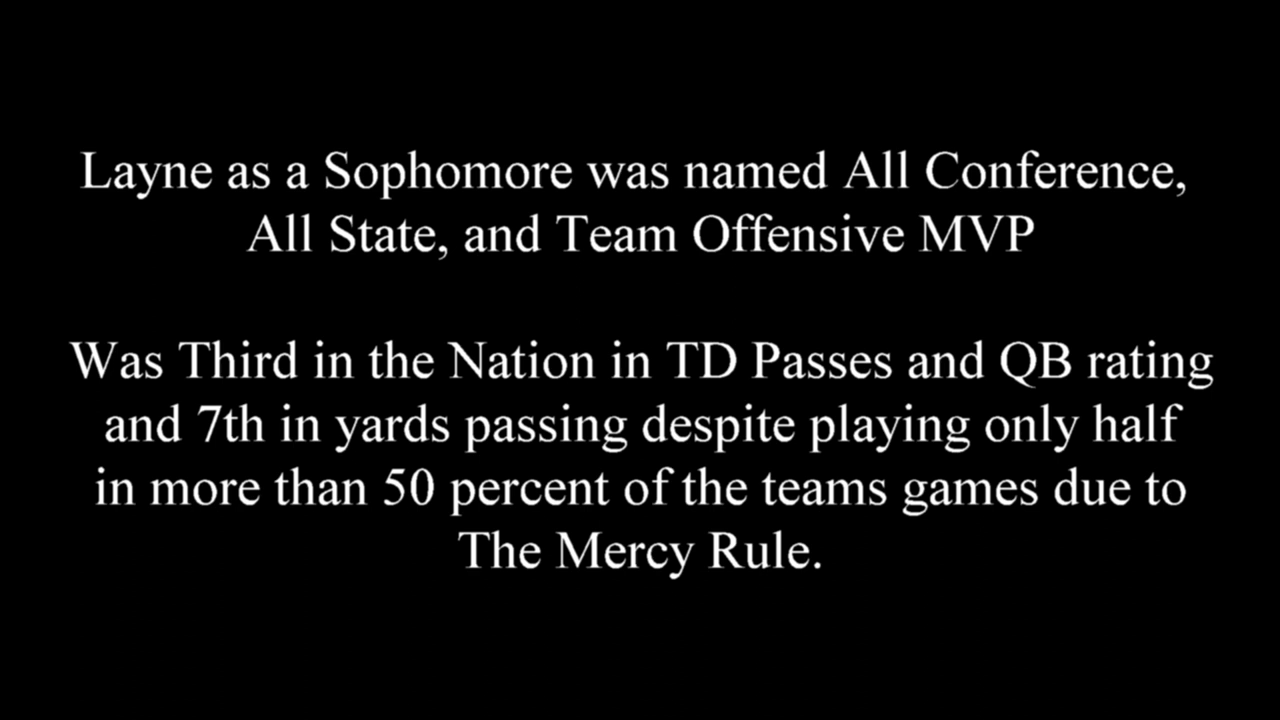 Layne as a Sophomore was named All Conference,
All State, and Team Offensive MVP
Was Third in the Nation in TD Passes and QB rating
and 7th in yards passing despite playing only half
in more than 50 percent of the teams games due to
The Mercy Rule.